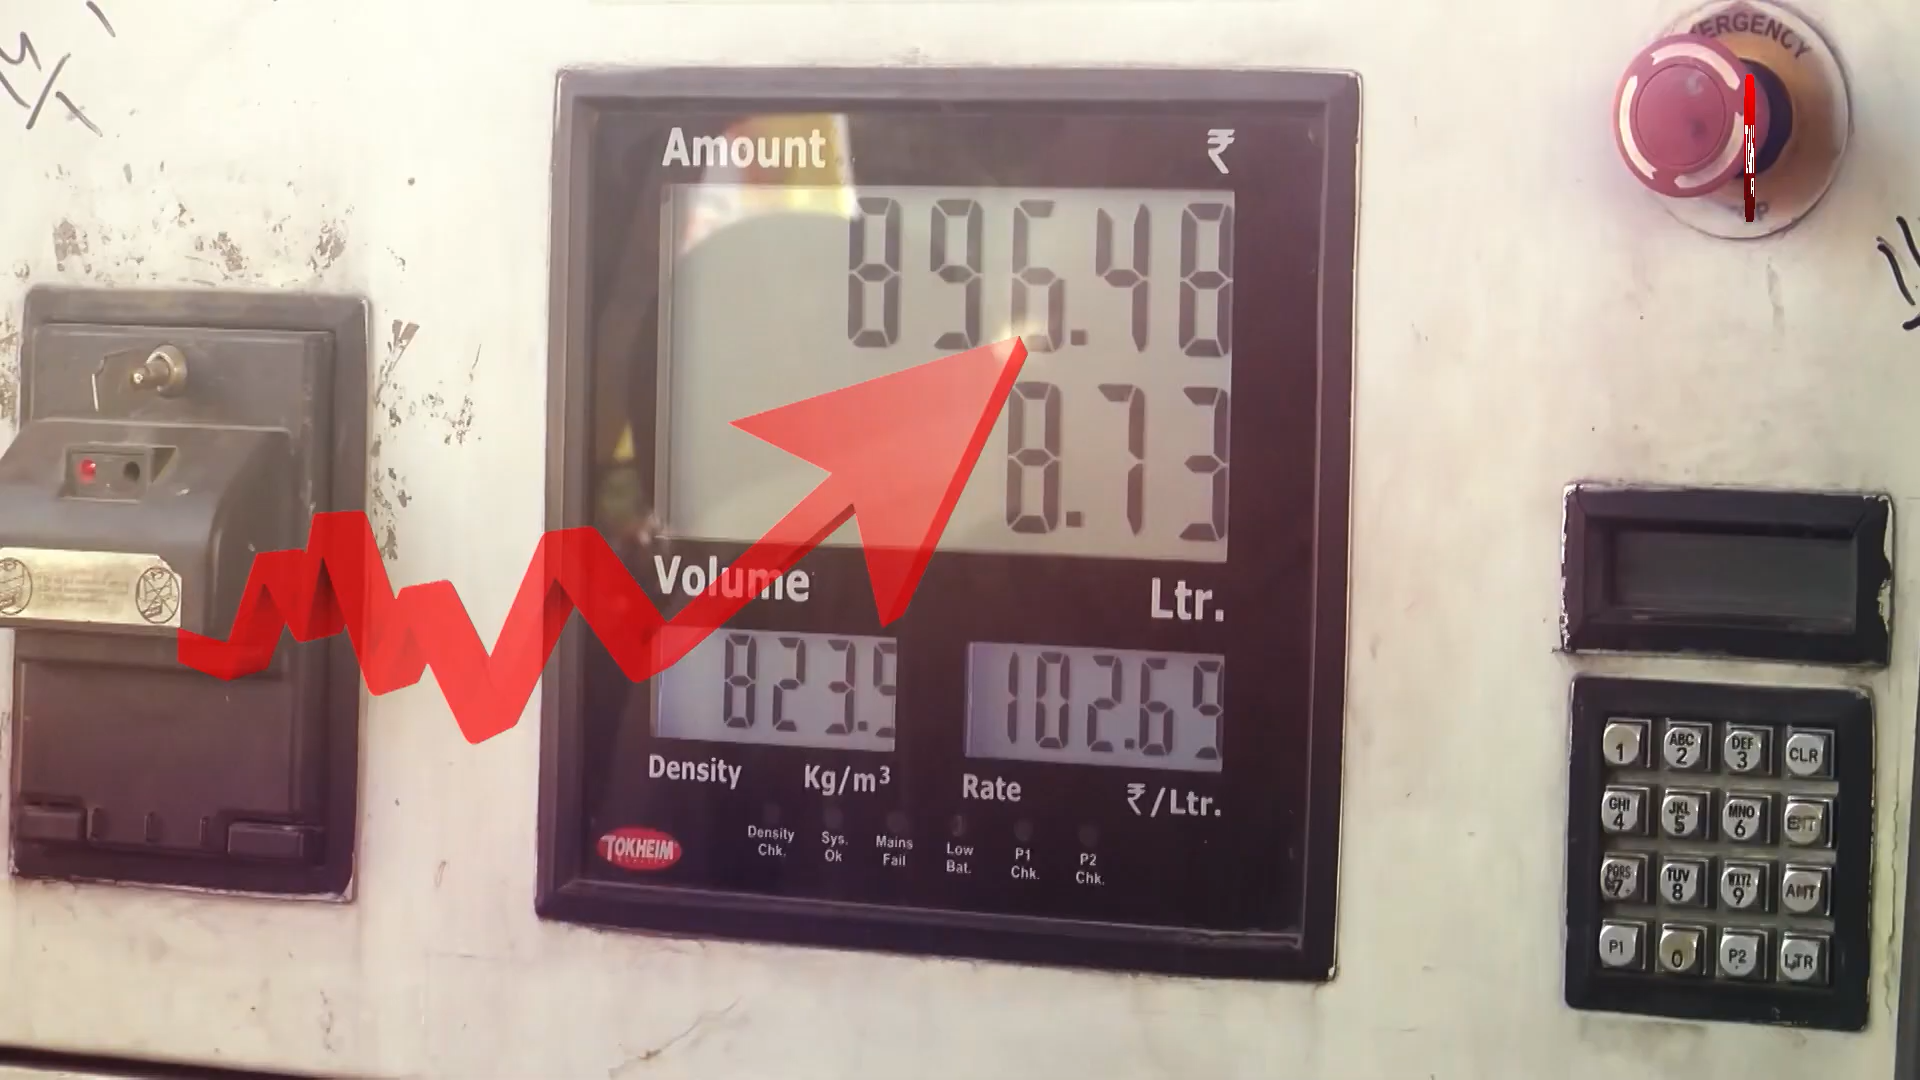 Amount ₹
896.48
8.73
Volume Ltr.
823.9
102.69
Density Kg/m³
Rate ₹/Ltr.
TOKHEIM
Density Chk.
Sys. Ok
Mains Fail
Low Bat.
P1 Chk.
P2 Chk.
EMERGENCY
1 ABC 2 DEF 3 CLR
GHI 4 JKL 5 MNO 6 ENT
PQRS 7 TUV 8 WXYZ 9 AMT
P1 0 P2 LTR